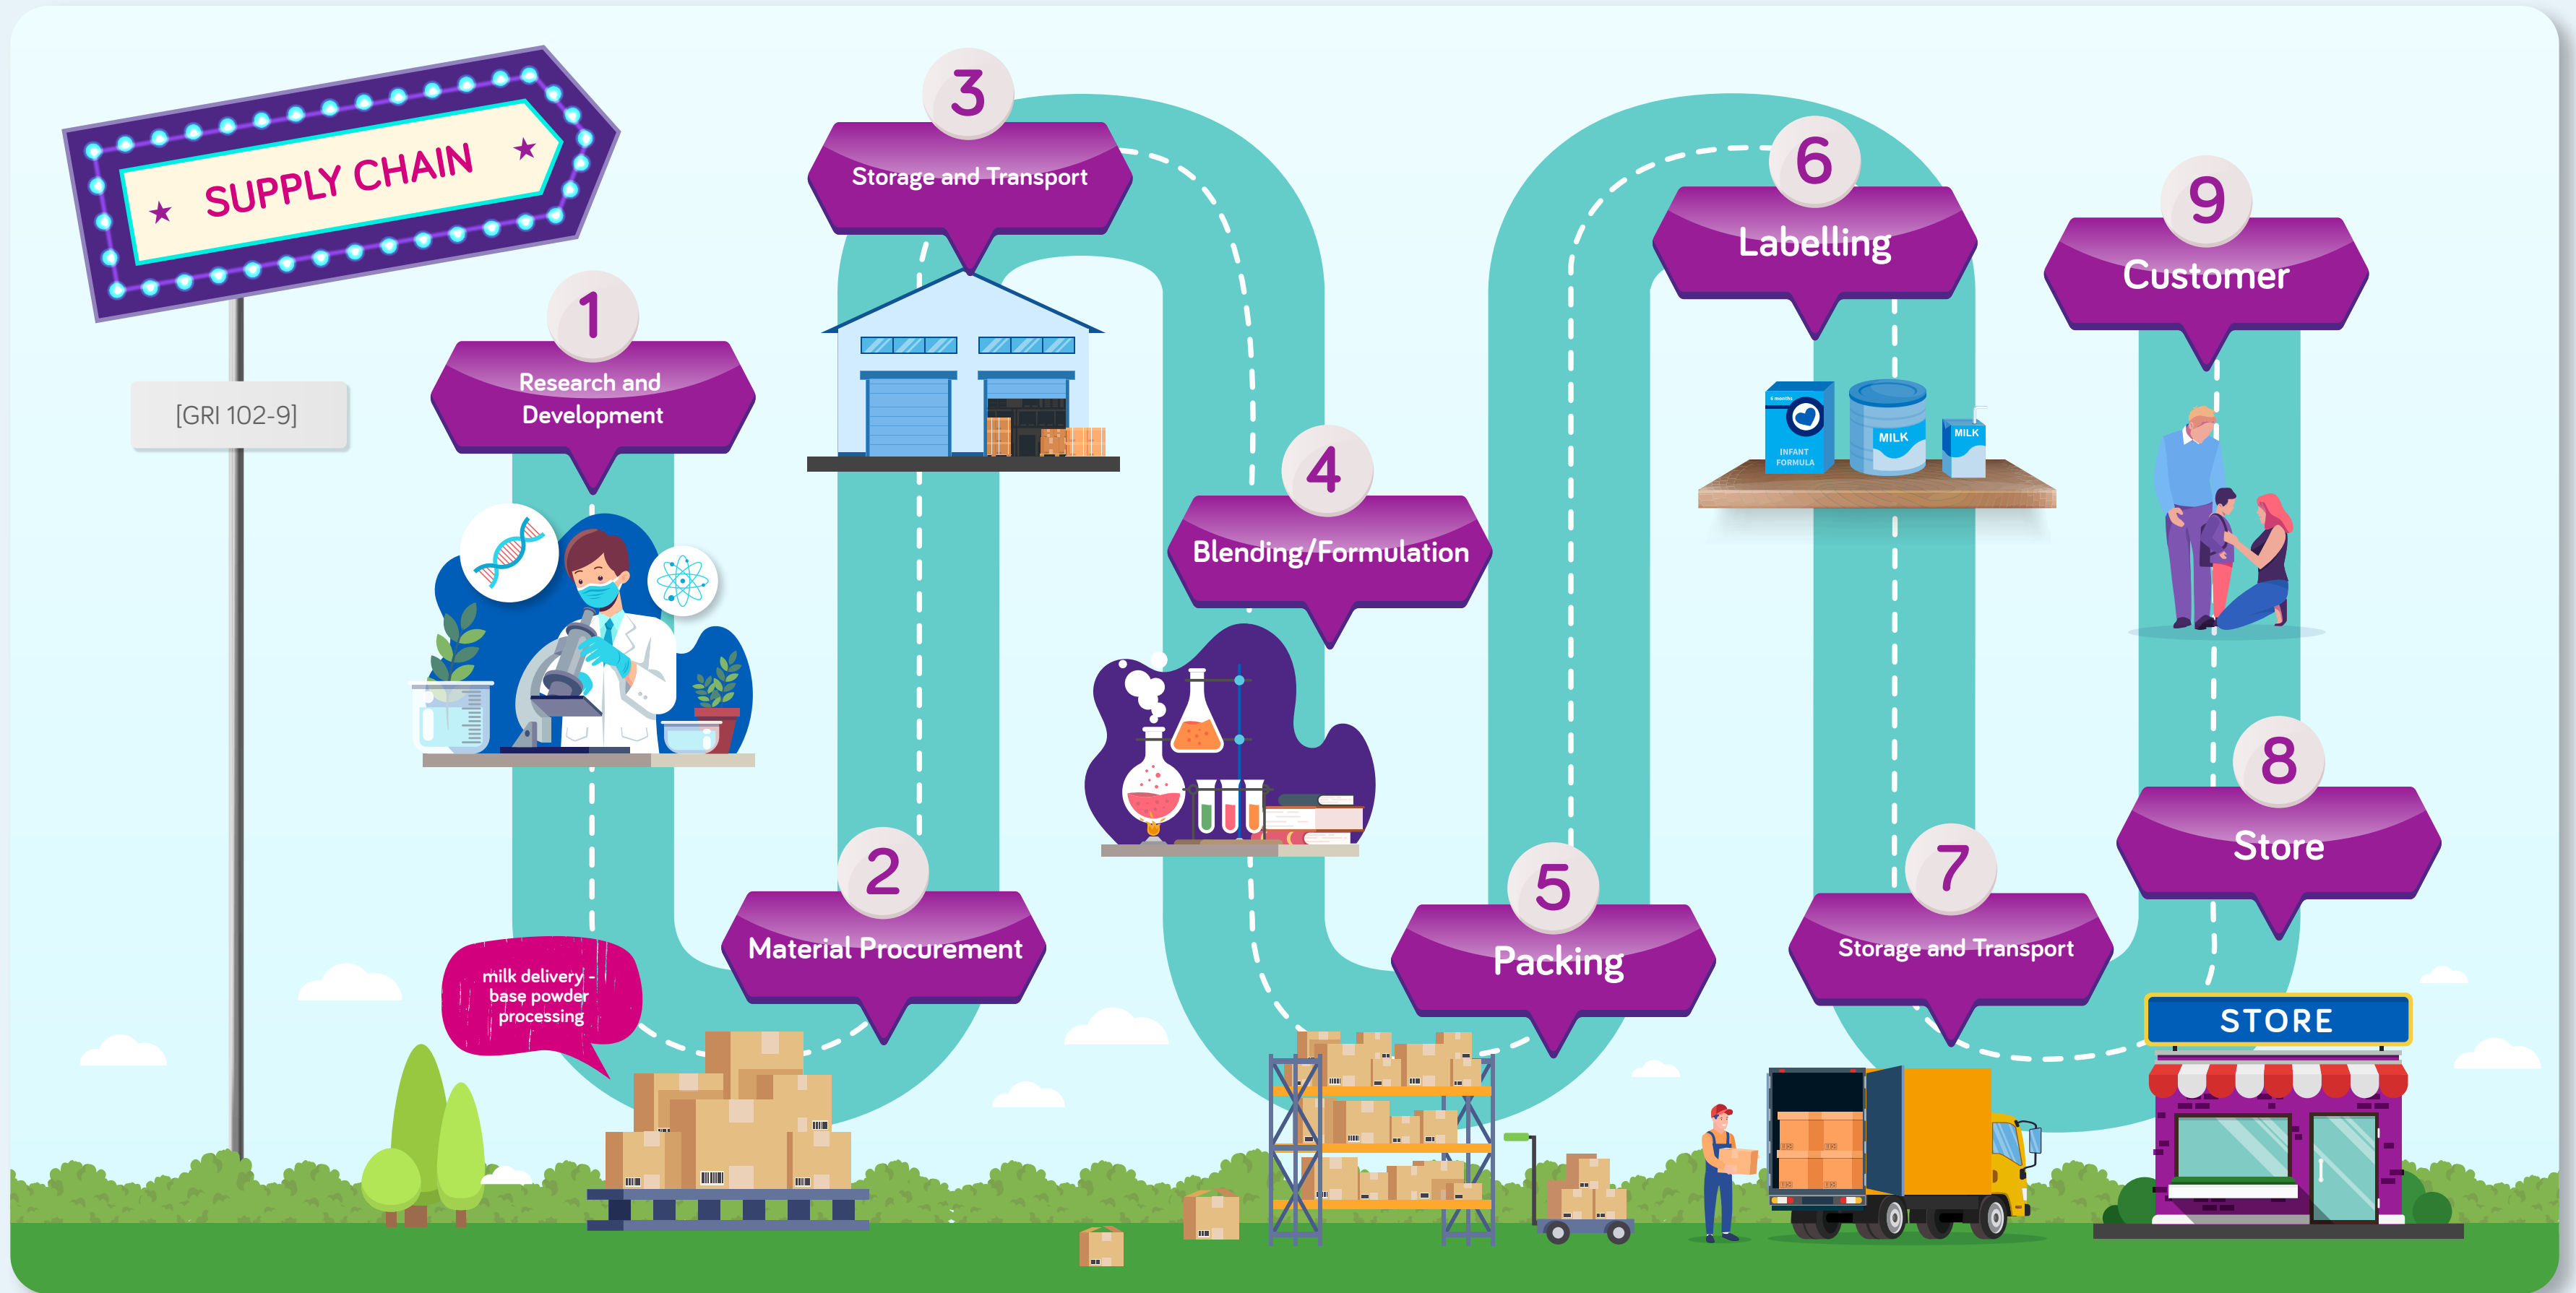 SUPPLY CHAIN
[GRI 102-9]
1
Research and
Development
milk delivery -
base powder
processing
2
Material Procurement
3
Storage and Transport
4
Blending/Formulation
5
Packing
6
Labelling
6 months
INFANT
FORMULA
MILK
MILK
7
Storage and Transport
8
Store
STORE
9
Customer